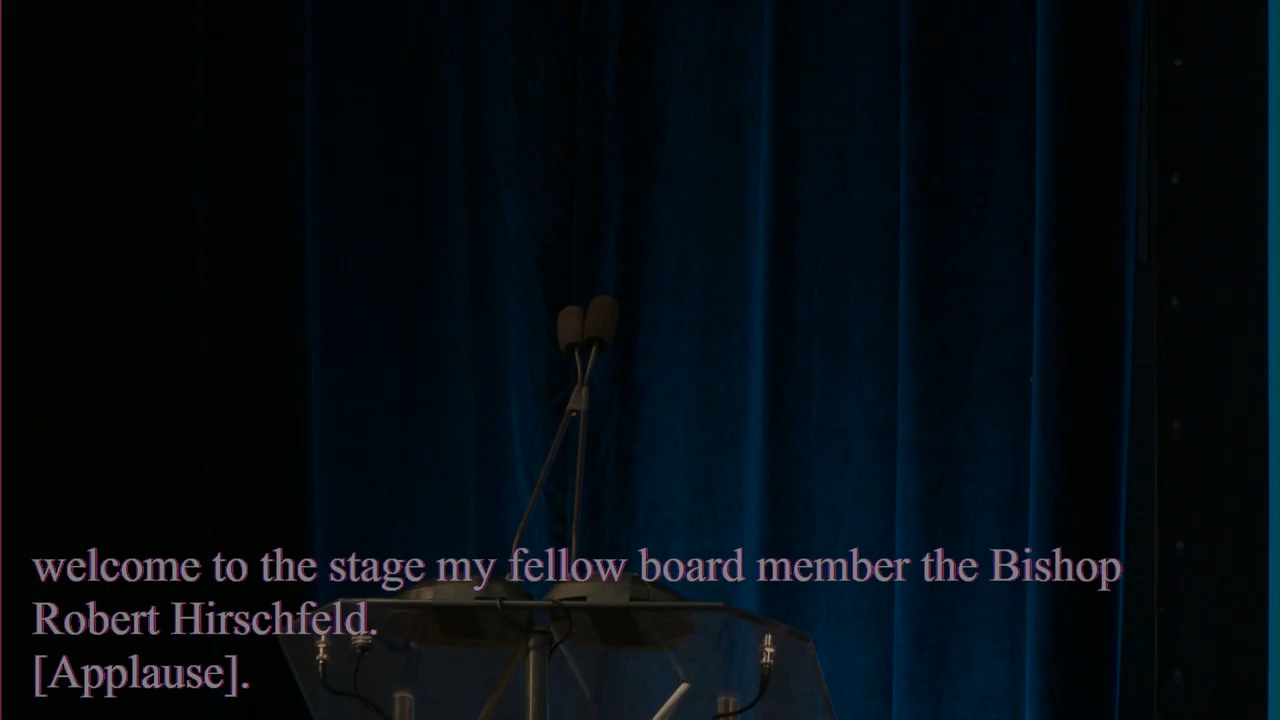 welcome to the stage my fellow board member the Bishop
Robert Hirschfeld.
[Applause].